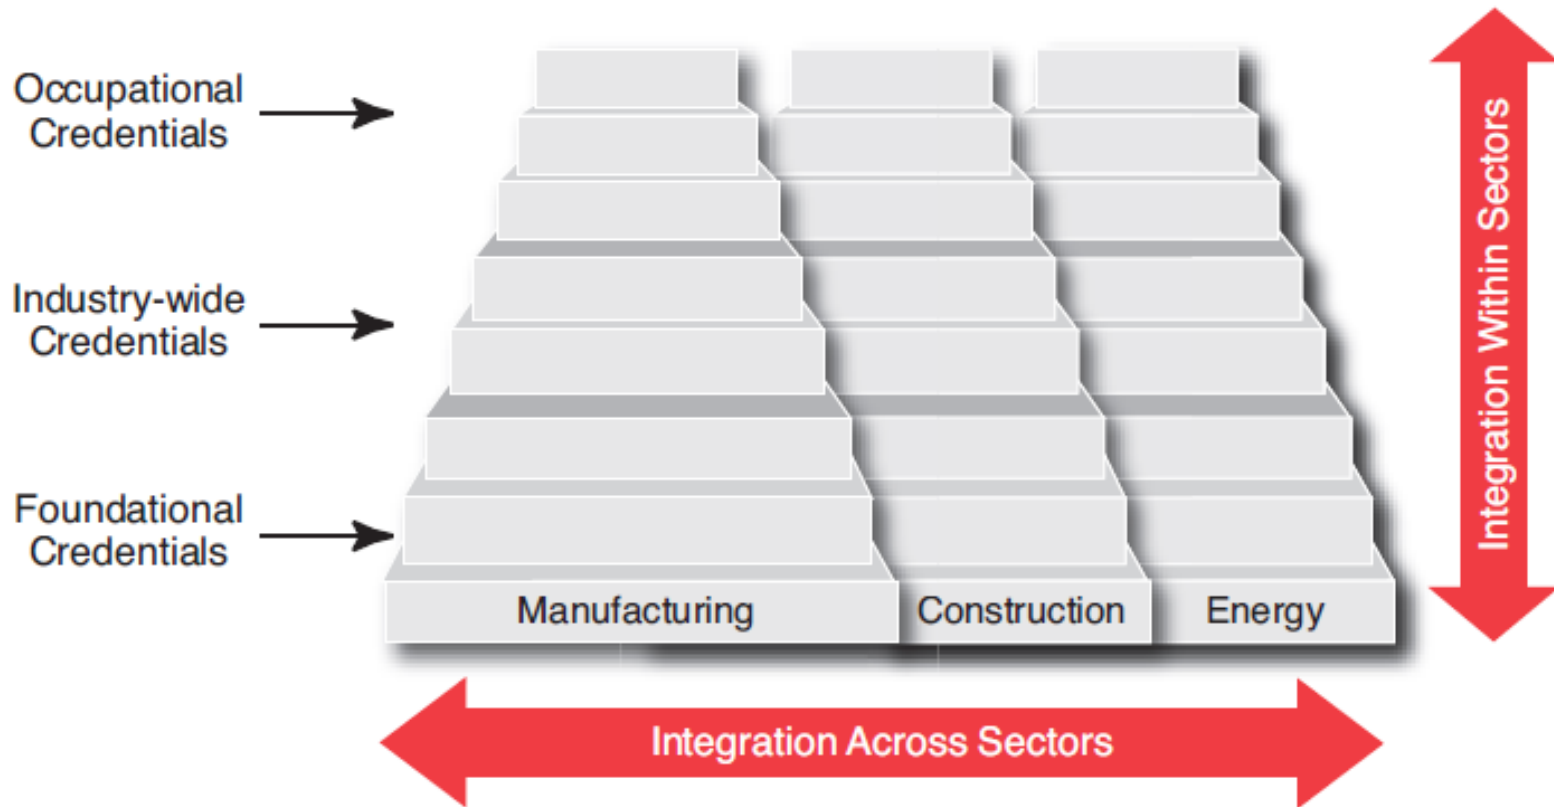 Occupational
Credentials
Industry-wide
Credentials
Foundational
Credentials
Manufacturing
Construction
Energy
Integration Within Sectors
Integration Across Sectors